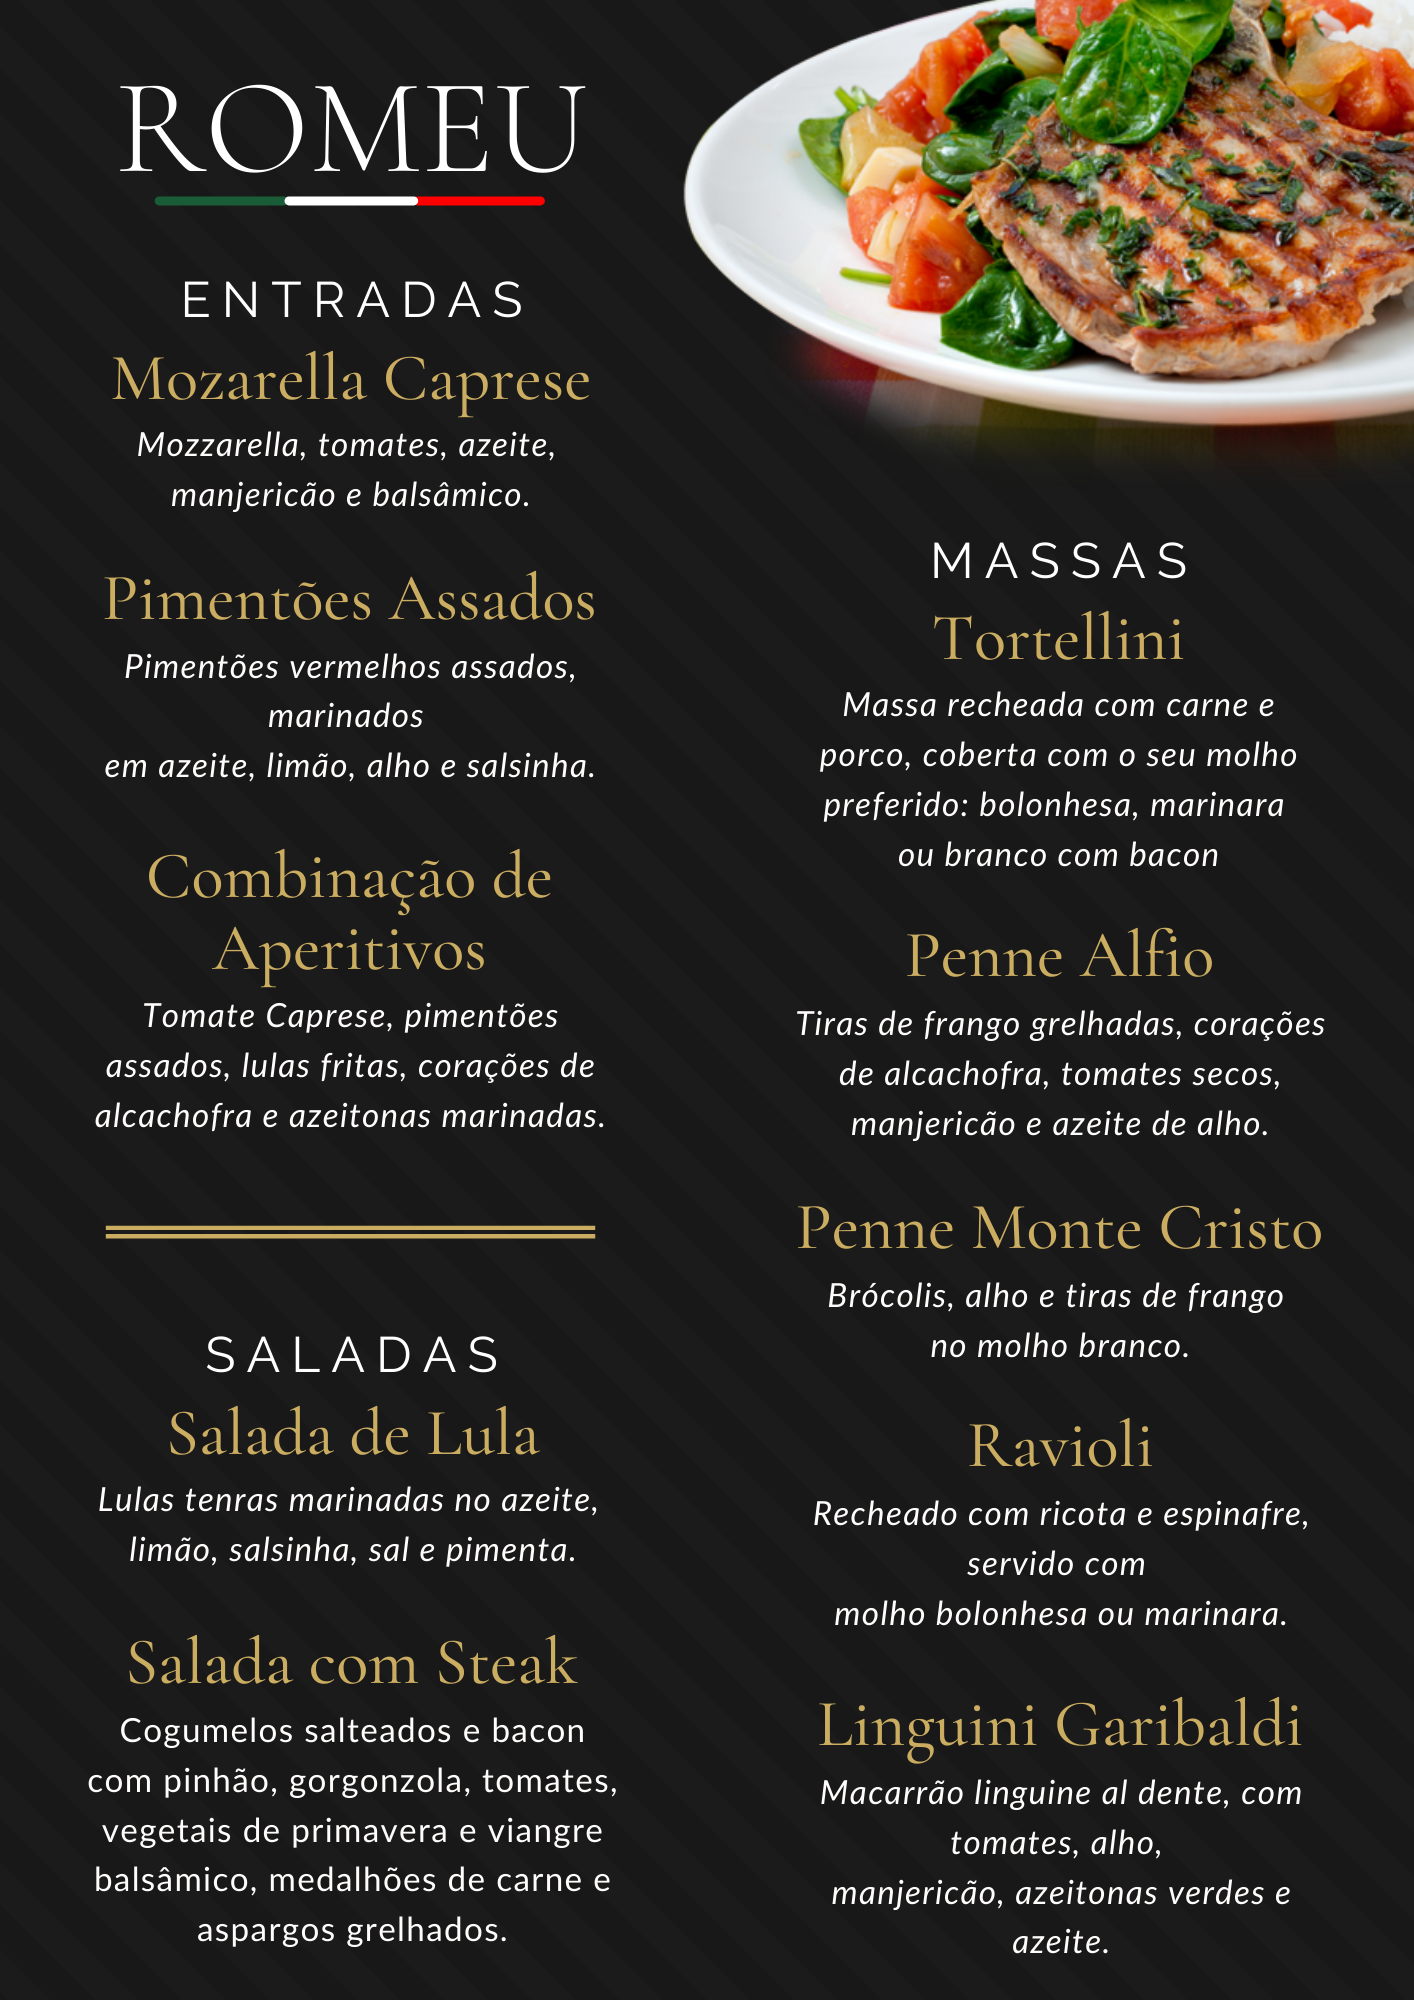 ROMEU
ENTRADAS
Mozarella Caprese
Mozzarella, tomates, azeite,
manjericão e balsâmico.
Pimentões Assados
Pimentões vermelhos assados,
marinados
em azeite, limão, alho e salsinha.
Combinação de
Aperitivos
Tomate Caprese, pimentões
assados, lulas fritas, corações de
alcachofra e azeitonas marinadas.
SALADAS
Salada de Lula
Lulas tenras marinadas no azeite,
limão, salsinha, sal e pimenta.
Salada com Steak
Cogumelos salteados e bacon
com pinhão, gorgonzola, tomates,
vegetais de primavera e viangre
balsâmico, medalhões de carne e
aspargos grelhados.
MASSAS
Tortellini
Massa recheada com carne e
porco, coberta com o seu molho
preferido: bolonhesa, marinara
ou branco com bacon
Penne Alfio
Tiras de frango grelhadas, corações
de alcachofra, tomates secos,
manjericão e azeite de alho.
Penne Monte Cristo
Brócolis, alho e tiras de frango
no molho branco.
Ravioli
Recheado com ricota e espinafre,
servido com
molho bolonhesa ou marinara.
Linguini Garibaldi
Macarrão linguine al dente, com
tomates, alho,
manjericão, azeitonas verdes e
azeite.